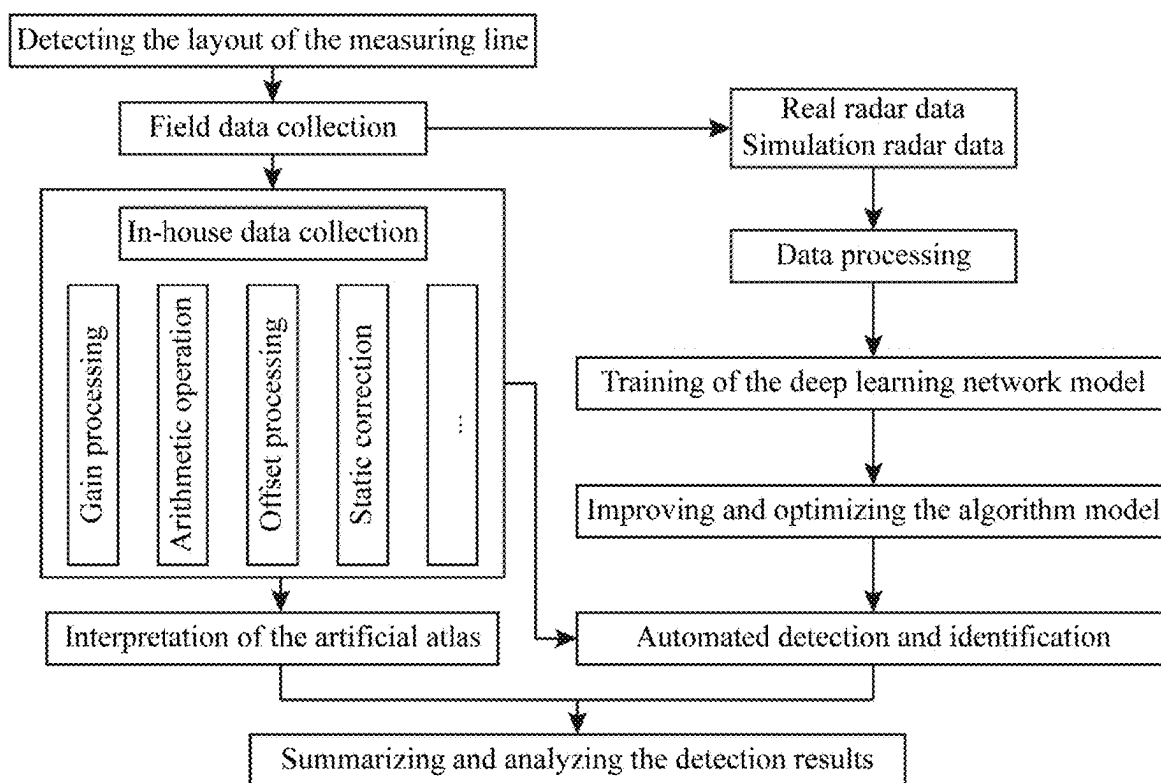 Detecting the layout of the measuring line
Field data collection
Real radar data
Simulation radar data
In-house data collection
Data processing
Gain processing
Arithmetic operation
Offset processing
Static correction
...
Training of the deep learning network model
Improving and optimizing the algorithm model
Interpretation of the artificial atlas
Automated detection and identification
Summarizing and analyzing the detection results